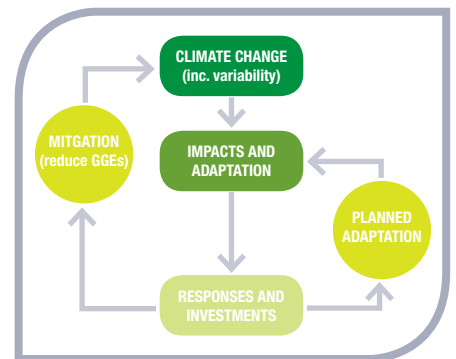 CLIMATE CHANGE
(inc. variability)
MITGATION
(reduce GGEs)
IMPACTS AND
ADAPTATION
PLANNED
ADAPTATION
RESPONSES AND
INVESTMENTS